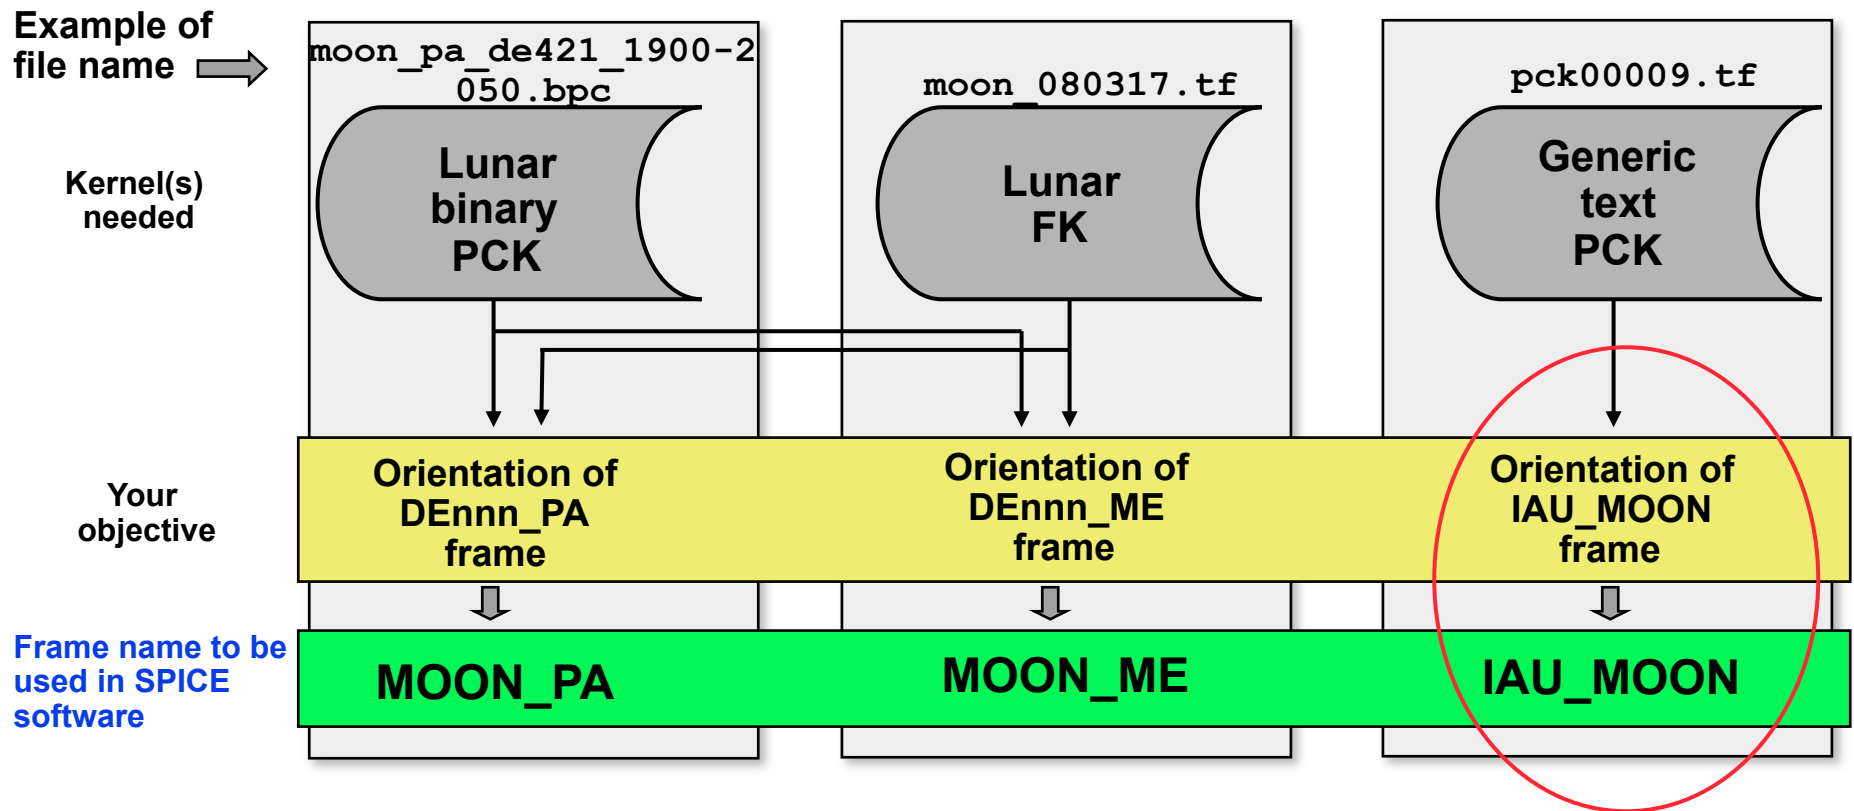 Example of
file name
moon_pa_de421_1900-2
050.bpc
moon_080317.tf
pck00009.tf
Kernel(s)
needed
Lunar
binary
PCK
Lunar
FK
Generic
text
PCK
Your
objective
Orientation of
DEnnn_PA
frame
Orientation of
DEnnn_ME
frame
Orientation of
IAU_MOON
frame
Frame name to be
used in SPICE
software
MOON_PA
MOON_ME
IAU_MOON